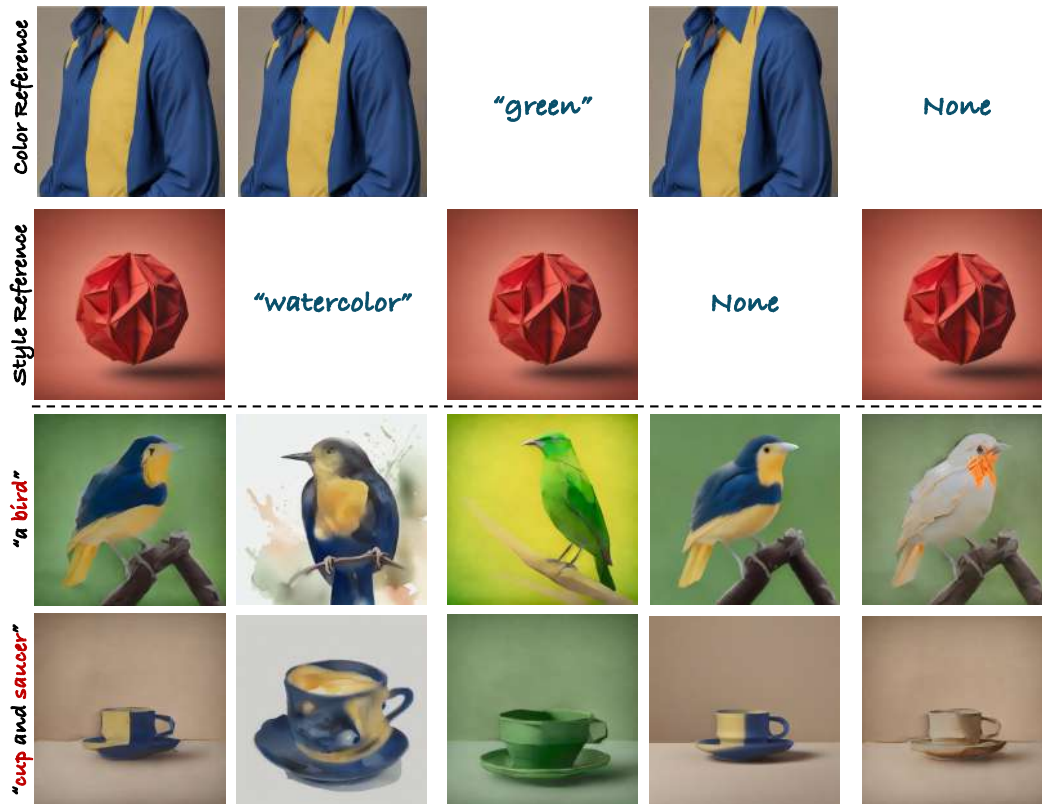 Color Reference
“green”
None
Style Reference
“watercolor”
None
“a bird”
“cup and saucer”